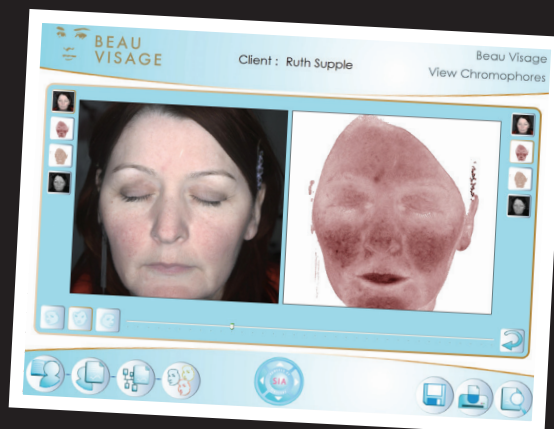 BEAU
VISAGE
Client : Ruth Supple
Beau Visage
View Chromophores
SIA